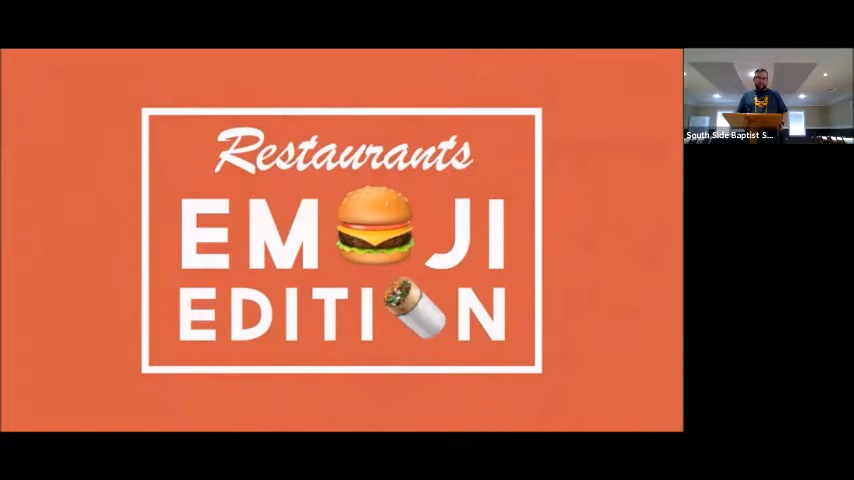 Restaurants
EM🍔JI
EDITI🌯N
South Side Baptist S...